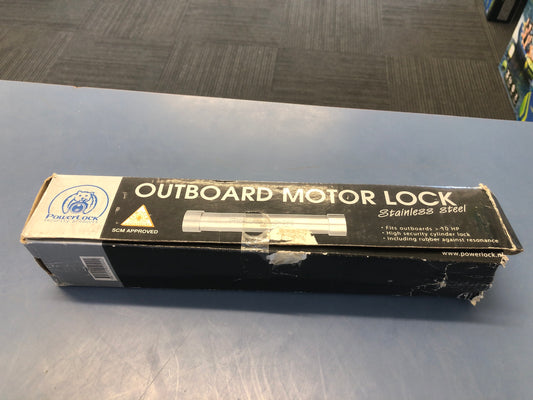 OUTBOARD MOTOR LOCK
Stainless Steel
POWERLOCK
SCM APPROVED
• Fits outboards > 10 HP
• High security cylinder lock
• Including rubber against resonance
www.powerlock.n